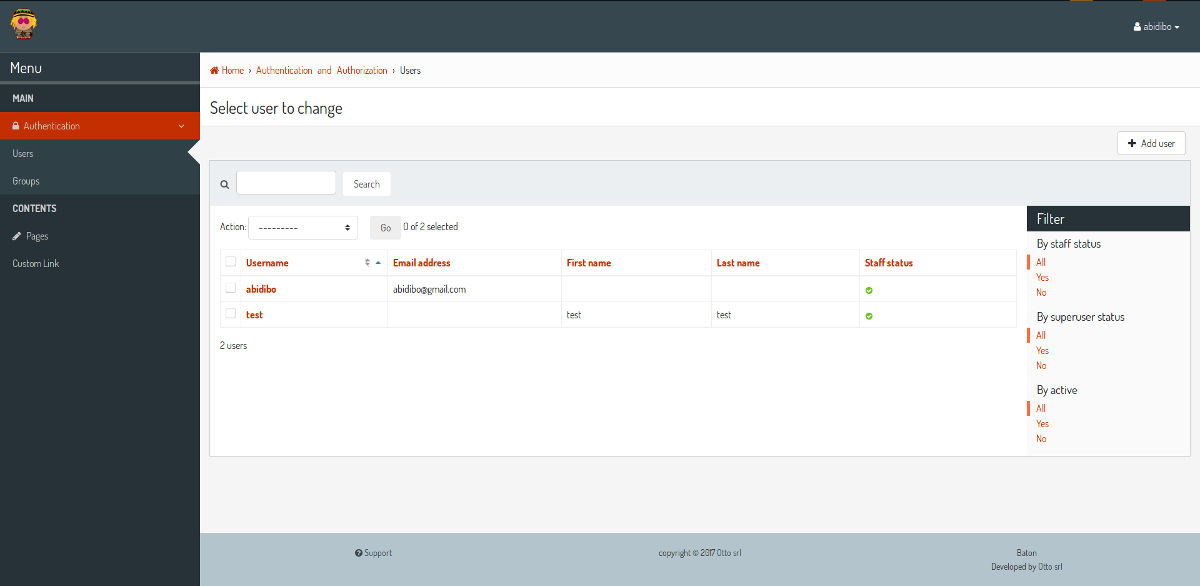 abidibo
Menu
MAIN
Authentication
Users
Groups
CONTENTS
Pages
Custom Link
Home › Authentication and Authorization › Users
Select user to change
Add user
Search
Action: --------- Go 0 of 2 selected
Username Email address First name Last name Staff status
abidibo abidibo@gmail.com
test test test
2 users
Filter
By staff status
All
Yes
No
By superuser status
All
Yes
No
By active
All
Yes
No
Support copyright © 2017 Otto srl Baton
Developed by Otto srl